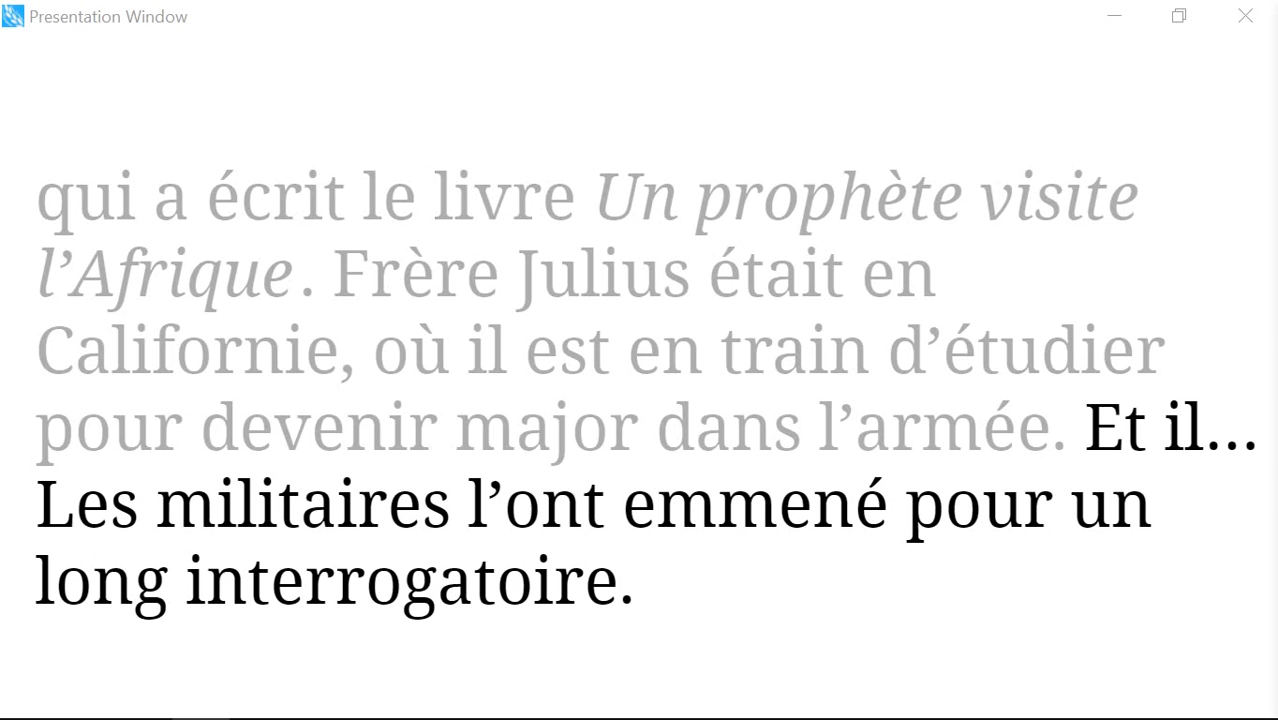 Presentation Window
qui a écrit le livre Un prophète visite
l’Afrique. Frère Julius était en
Californie, où il est en train d’étudier
pour devenir major dans l’armée. Et il…
Les militaires l’ont emmené pour un
long interrogatoire.